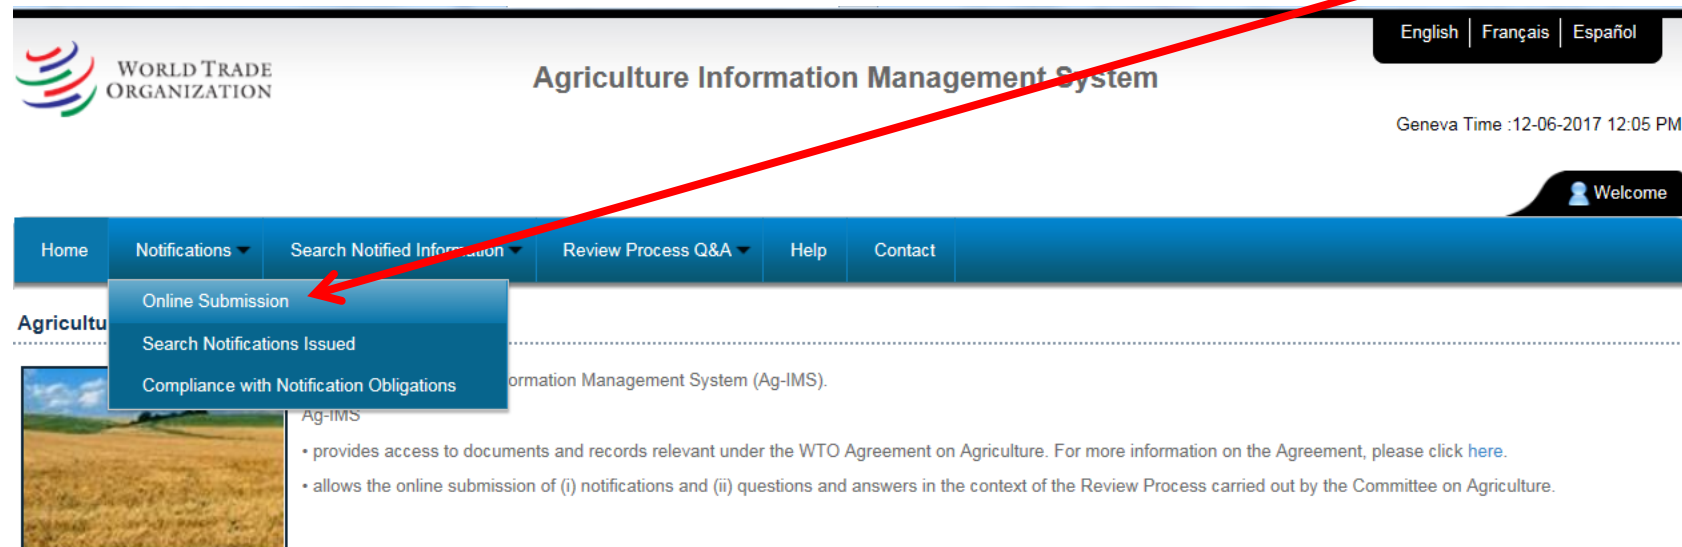 English | Français | Español
WORLD TRADE
ORGANIZATION
Agriculture Information Management System
Geneva Time :12-06-2017 12:05 PM
Welcome
Home Notifications Search Notified Information Review Process Q&A Help Contact
Online Submission
Agricultu
Search Notifications Issued
Compliance with Notification Obligations
ormation Management System (Ag-IMS).
Ag-IMS
• provides access to documents and records relevant under the WTO Agreement on Agriculture. For more information on the Agreement, please click here.
• allows the online submission of (i) notifications and (ii) questions and answers in the context of the Review Process carried out by the Committee on Agriculture.